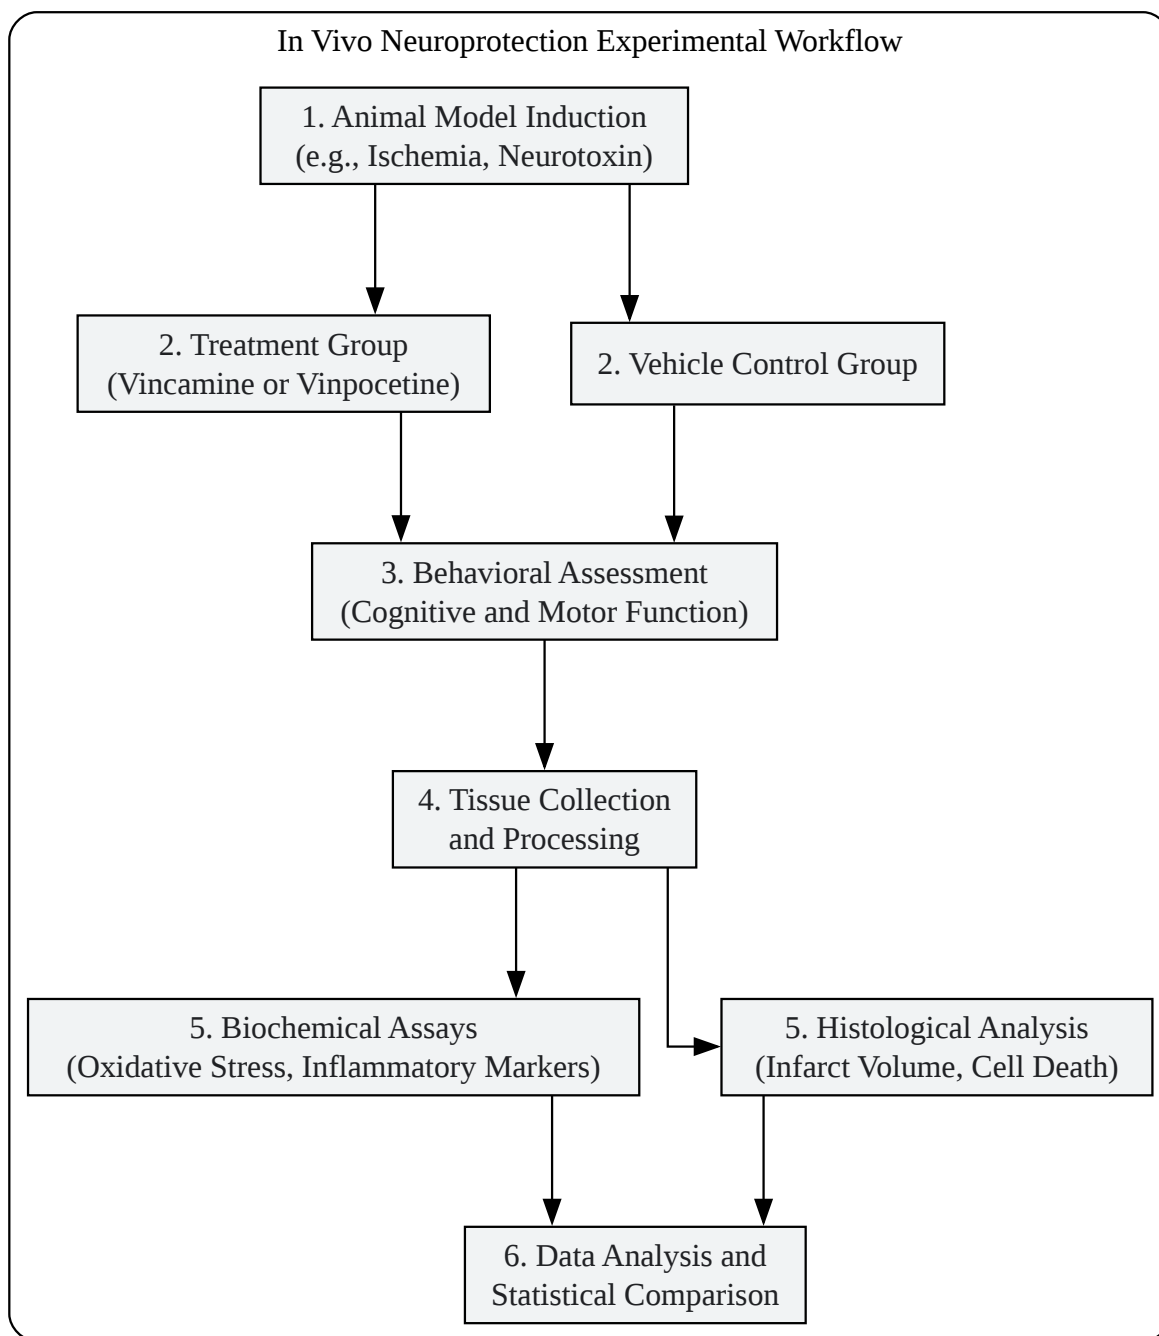 In Vivo Neuroprotection Experimental Workflow
1. Animal Model Induction
(e.g., Ischemia, Neurotoxin)
2. Treatment Group
(Vincamine or Vinpocetine)
2. Vehicle Control Group
3. Behavioral Assessment
(Cognitive and Motor Function)
4. Tissue Collection
and Processing
5. Biochemical Assays
(Oxidative Stress, Inflammatory Markers)
5. Histological Analysis
(Infarct Volume, Cell Death)
6. Data Analysis and
Statistical Comparison